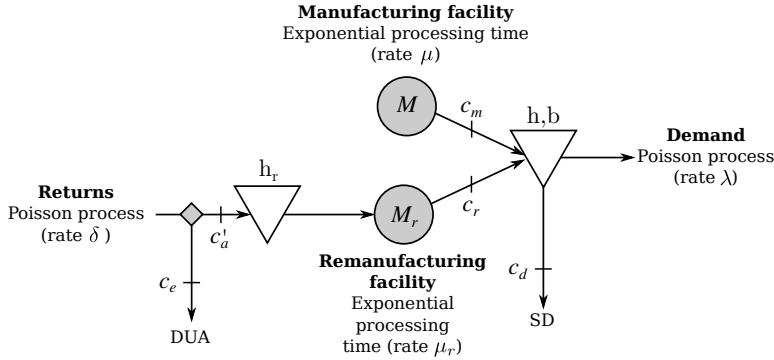 Manufacturing facility
Exponential processing time
(rate μ)
M
c_m
h,b
Demand
Poisson process
(rate λ)
h_r
Returns
Poisson process
(rate δ )
c'_a
M_r
c_r
Remanufacturing
facility
Exponential
processing
time (rate μ_r)
c_e
DUA
c_d
SD